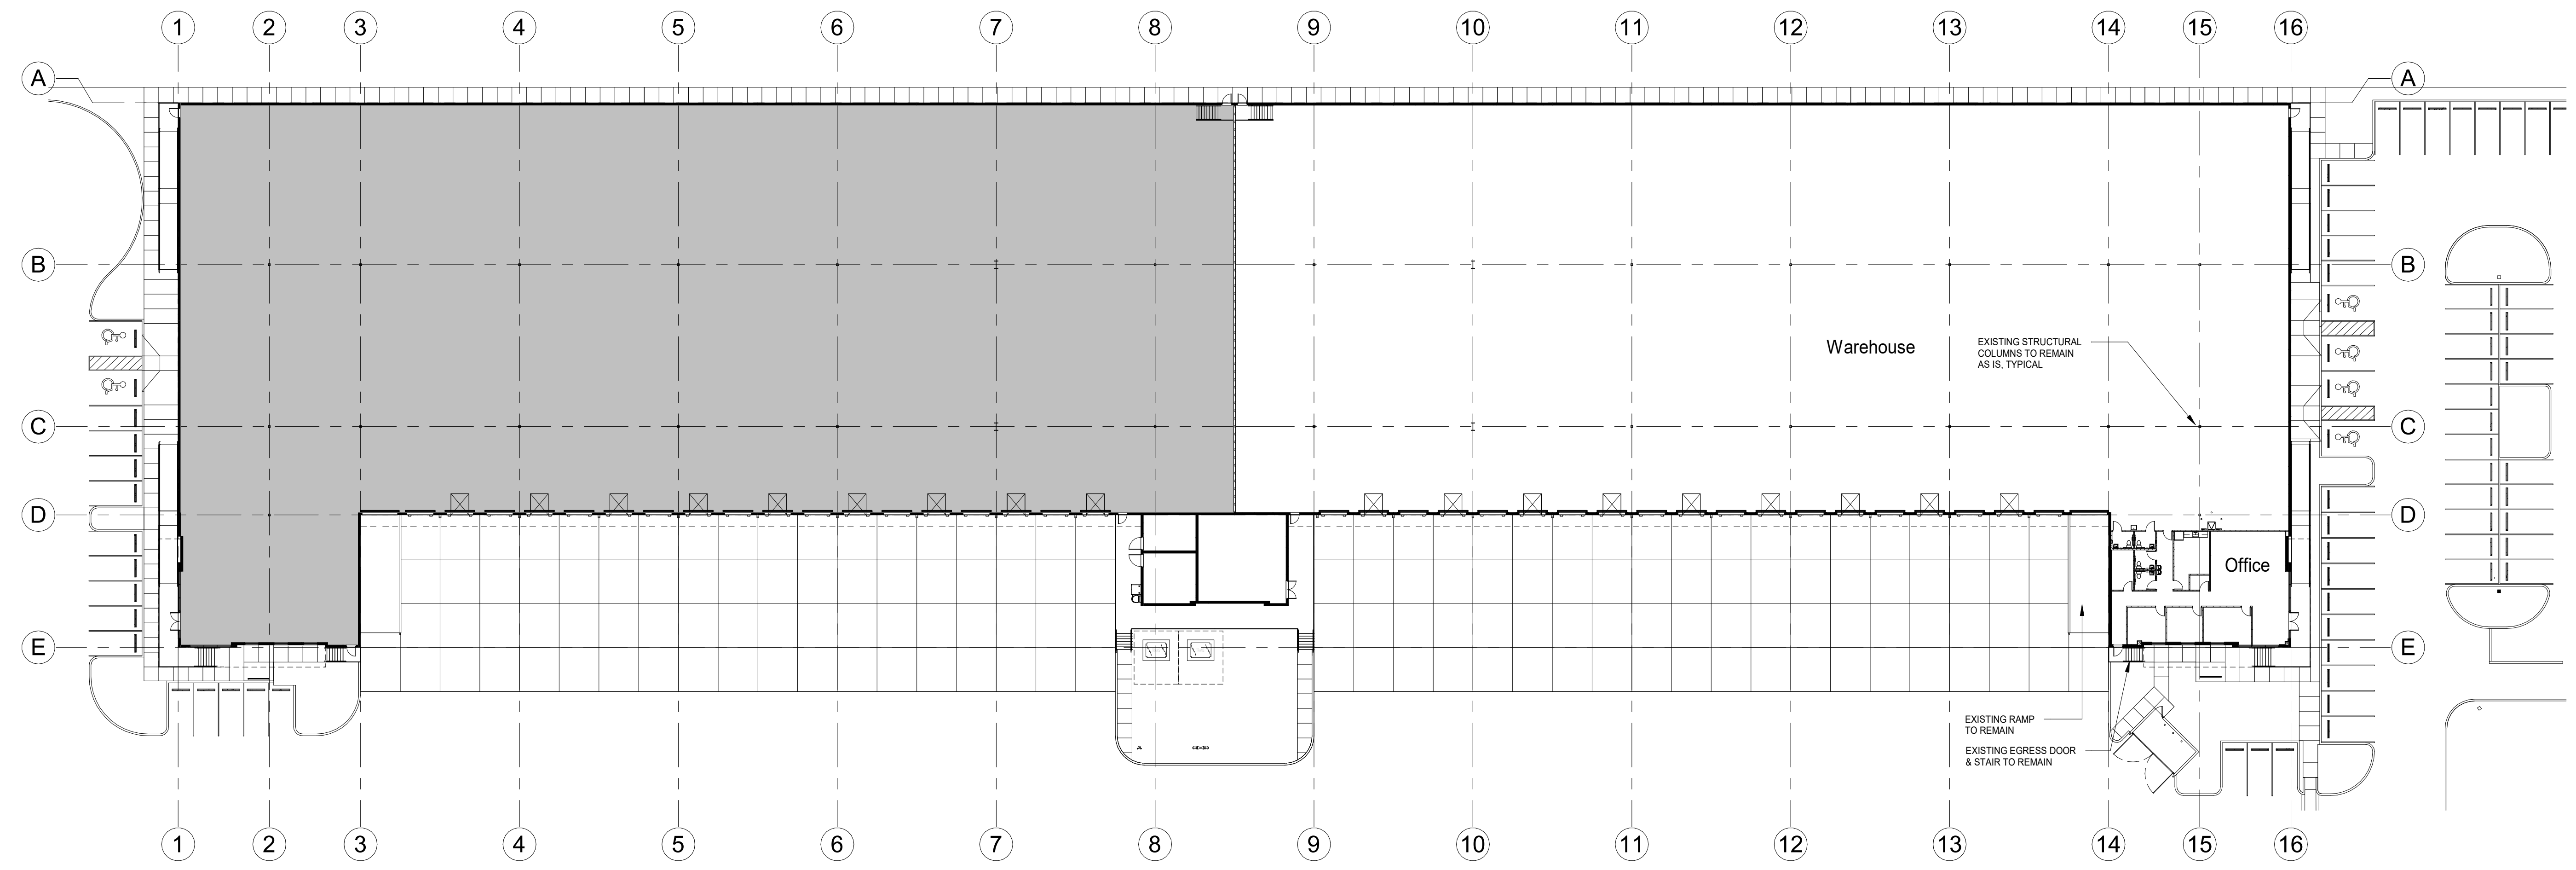 1 2 3 4 5 6 7 8 9 10 11 12 13 14 15 16
A A
B B
Warehouse
EXISTING STRUCTURAL
COLUMNS TO REMAIN
AS IS, TYPICAL
C C
D D
Office
E E
EXISTING RAMP
TO REMAIN
EXISTING EGRESS DOOR
& STAIR TO REMAIN
1 2 3 4 5 6 7 8 9 10 11 12 13 14 15 16